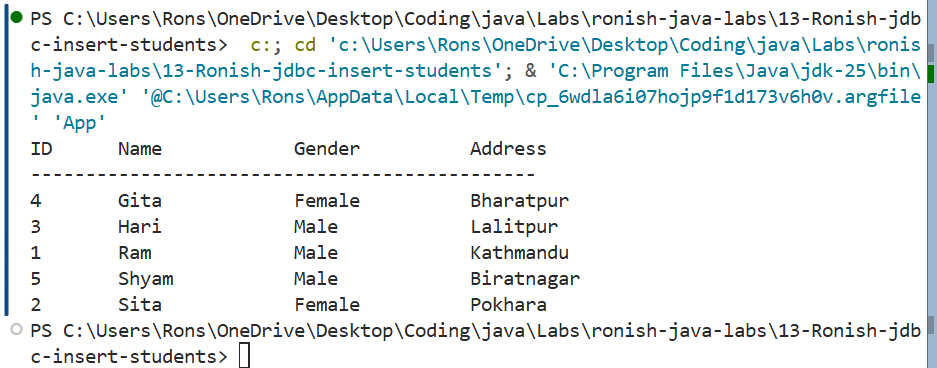 PS C:\Users\Rons\OneDrive\Desktop\Coding\java\Labs\ronish-java-labs\13-Ronish-jdb
c-insert-students>  c:; cd 'c:\Users\Rons\OneDrive\Desktop\Coding\java\Labs\ronis
h-java-labs\13-Ronish-jdbc-insert-students'; & 'C:\Program Files\Java\jdk-25\bin\
java.exe' '@C:\Users\Rons\AppData\Local\Temp\cp_6wdla6i07hojp9f1d173v6h0v.argfile
' 'App'
ID      Name            Gender          Address
----------------------------------------------
4       Gita            Female          Bharatpur
3       Hari            Male            Lalitpur
1       Ram             Male            Kathmandu
5       Shyam           Male            Biratnagar
2       Sita            Female          Pokhara
PS C:\Users\Rons\OneDrive\Desktop\Coding\java\Labs\ronish-java-labs\13-Ronish-jdb
c-insert-students>